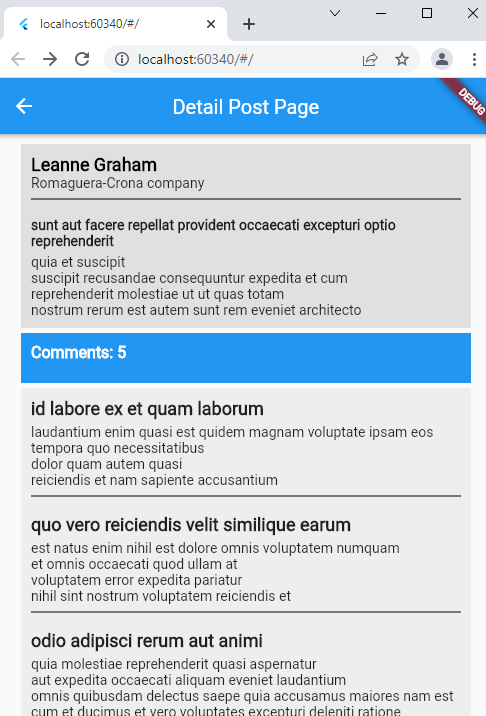 localhost:60340/#/
localhost:60340/#/
Detail Post Page
DEBUG
Leanne Graham
Romaguera-Crona company
sunt aut facere repellat provident occaecati excepturi optio
reprehenderit
quia et suscipit
suscipit recusandae consequuntur expedita et cum
reprehenderit molestiae ut ut quas totam
nostrum rerum est autem sunt rem eveniet architecto
Comments: 5
id labore ex et quam laborum
laudantium enim quasi est quidem magnam voluptate ipsam eos
tempora quo necessitatibus
dolor quam autem quasi
reiciendis et nam sapiente accusantium
quo vero reiciendis velit similique earum
est natus enim nihil est dolore omnis voluptatem numquam
et omnis occaecati quod ullam at
voluptatem error expedita pariatur
nihil sint nostrum voluptatem reiciendis et
odio adipisci rerum aut animi
quia molestiae reprehenderit quasi aspernatur
aut expedita occaecati aliquam eveniet laudantium
omnis quibusdam delectus saepe quia accusamus maiores nam est
cum et ducimus et vero voluptates excepturi deleniti ratione